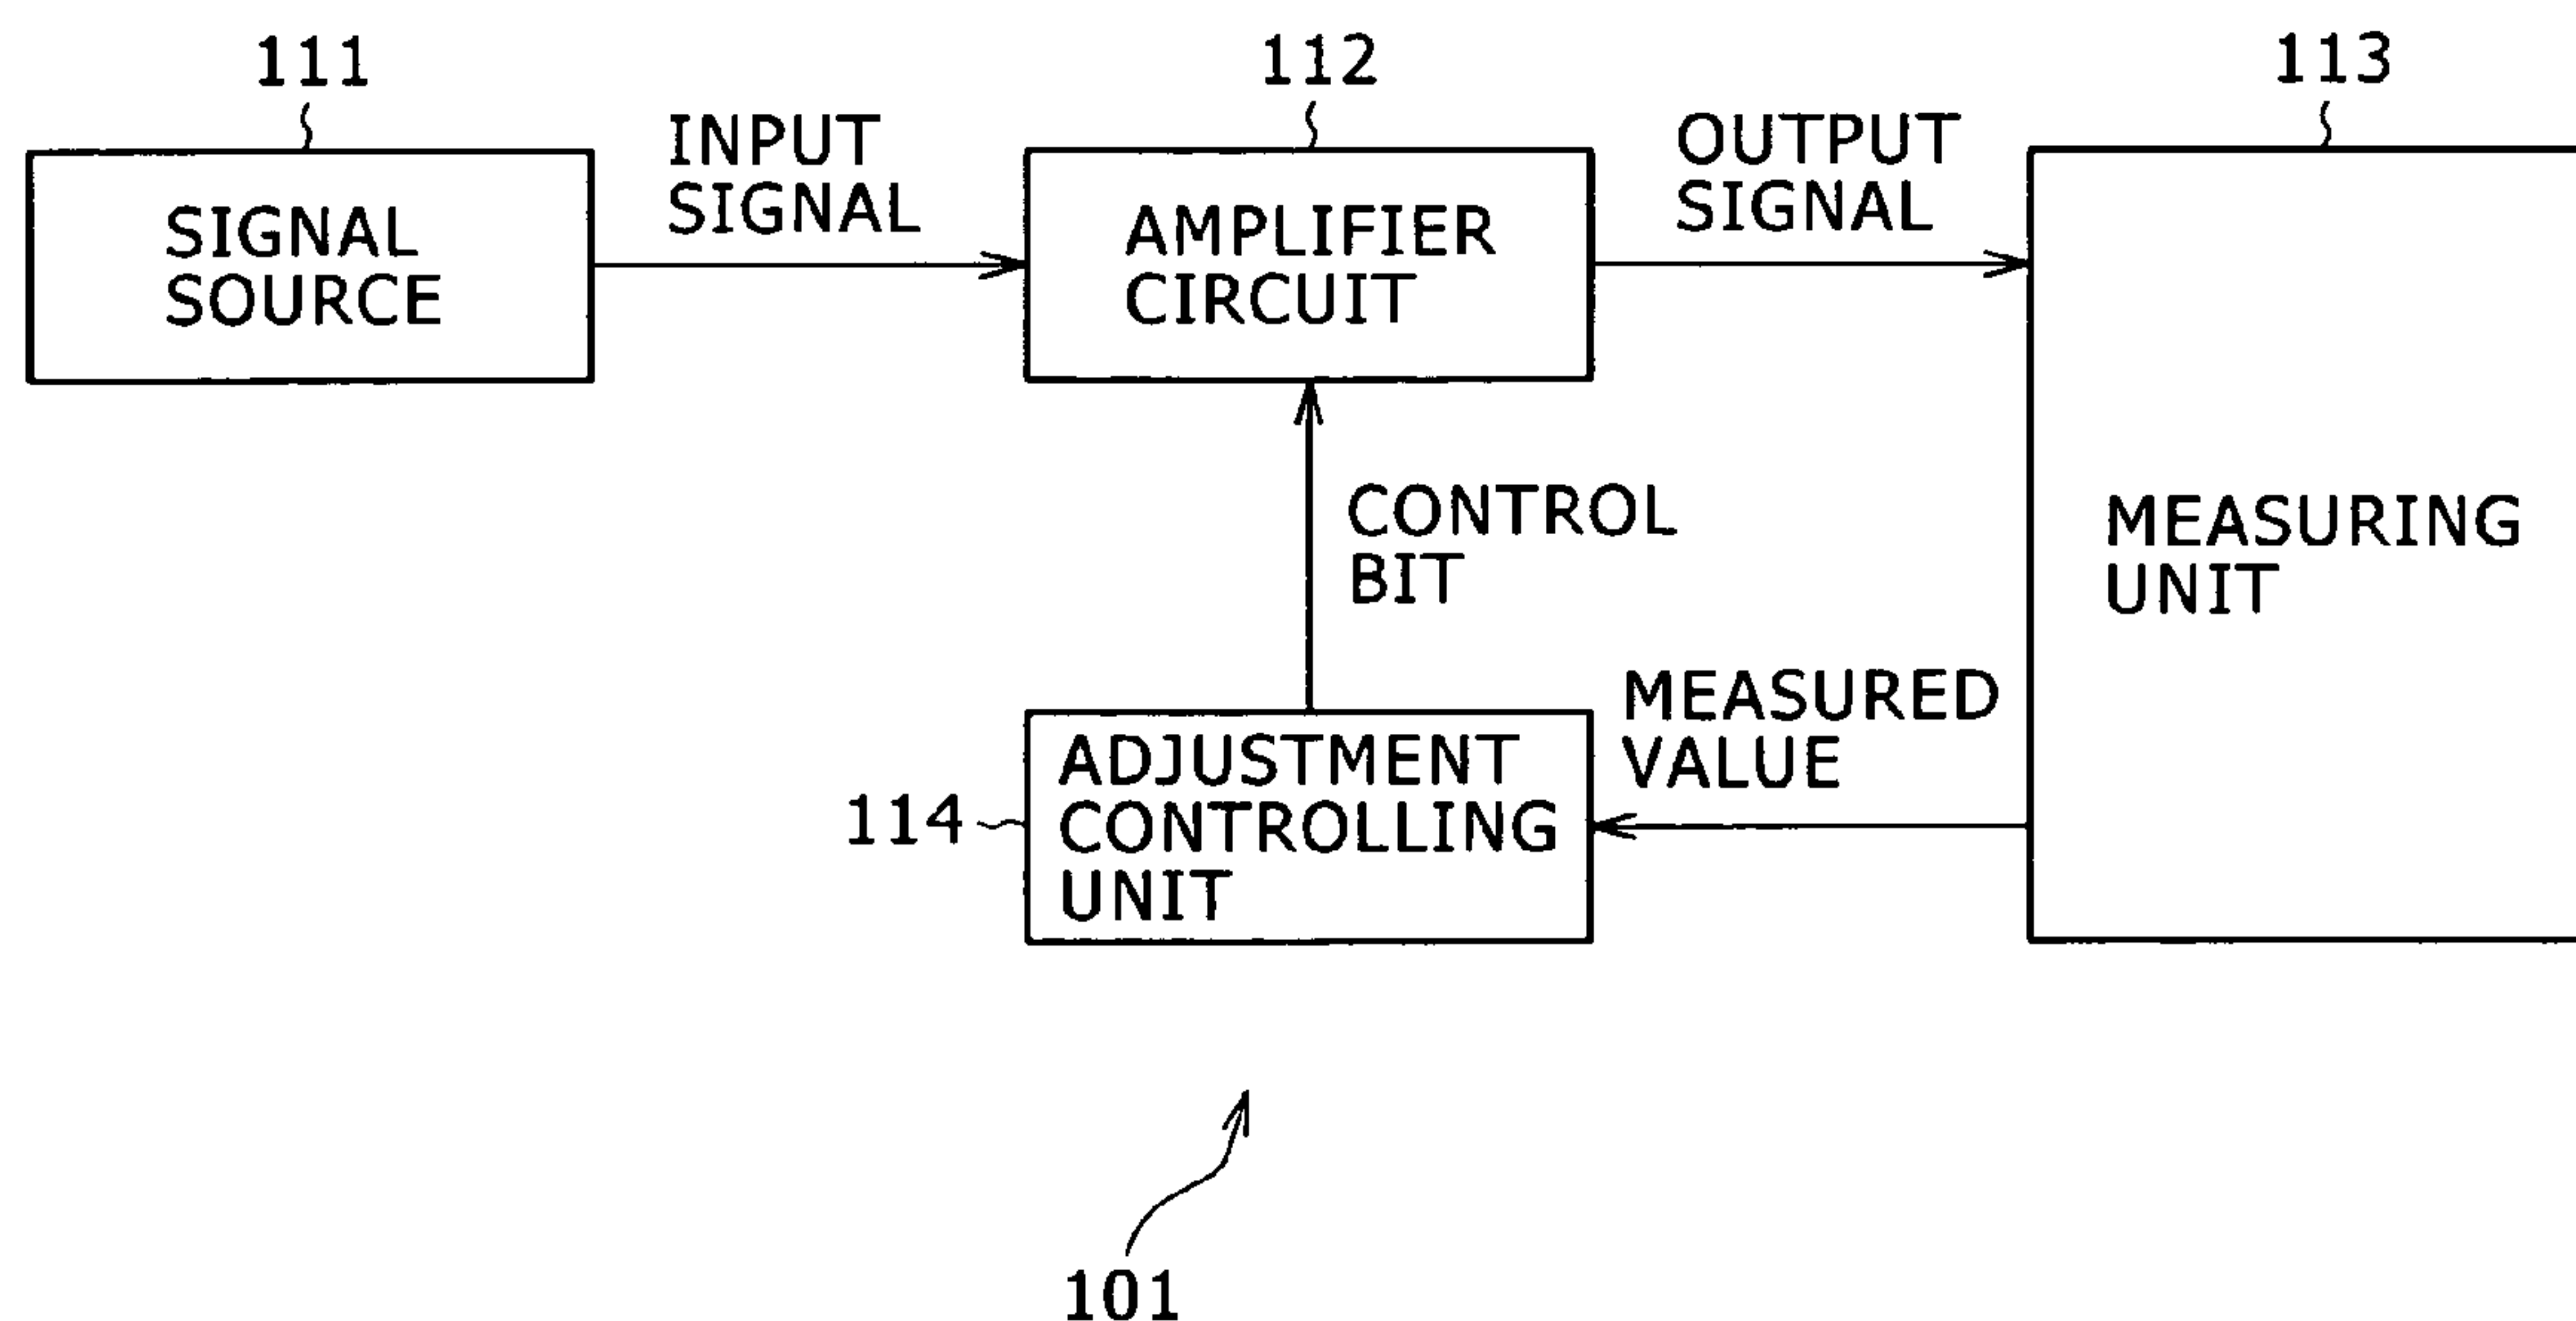 111
112
113
INPUT
SIGNAL
OUTPUT
SIGNAL
SIGNAL
SOURCE
AMPLIFIER
CIRCUIT
CONTROL
BIT
MEASURING
UNIT
MEASURED
VALUE
114
ADJUSTMENT
CONTROLLING
UNIT
101